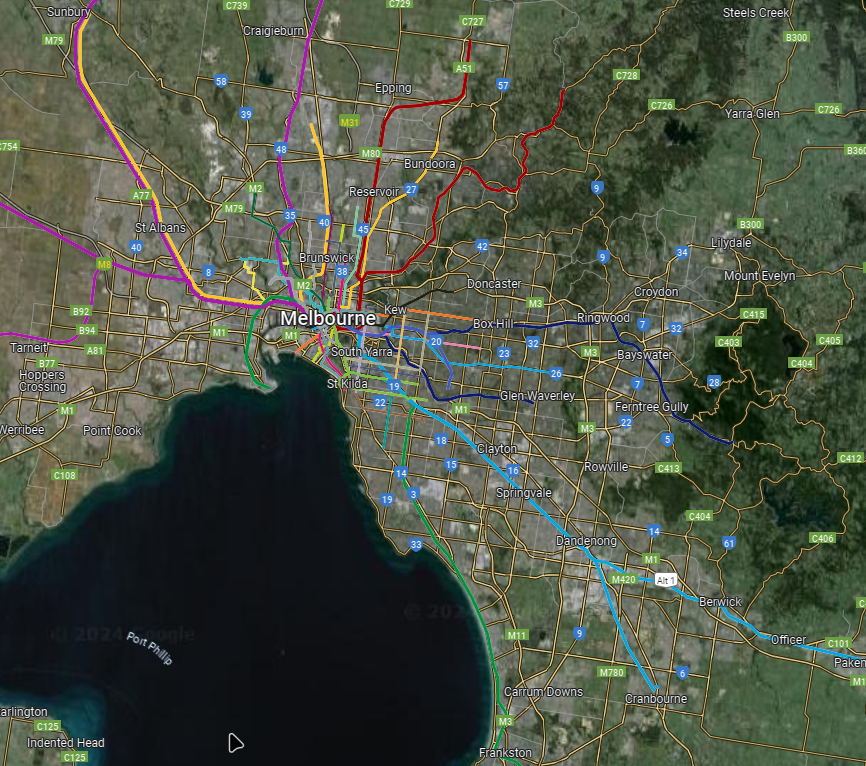 Sunbury
C739
C729
Steels Creek
C727
Craigieburn
M79
B300
A51
C728
58
Epping
57
C726
C726
39
Yarra Glen
M31
C754
48
M80
B360
Bundoora
M2
9
Reservoir
27
A77
M79
35
40
B300
St Albans
45
40
42
Lilydale
34
Brunswick
9
M8
8
38
Mount Evelyn
M2
Doncaster
Croydon
M3
B92
Kew
C415
Melbourne
Box Hill
Ringwood
7
32
B94
M1
M1
20
32
C403
C405
Tarneit
A81
South Yarra
23
M3
Bayswater
B77
C404
Hoppers
Crossing
St Kilda
19
26
7
28
Glen Waverley
22
M1
M1
Ferntree Gully
Werribee
Point Cook
M3
22
18
5
Clayton
C412
15
16
Rowville
C413
C108
14
Springvale
19
3
C404
14
33
Dandenong
61
C406
M1
M420
Alt 1
Berwick
© 2024 Google
M11
9
Officer
C101
Port Phillip
M780
6
Carrum Downs
Cranbourne
C125
M3
Indented Head
C125
Frankston